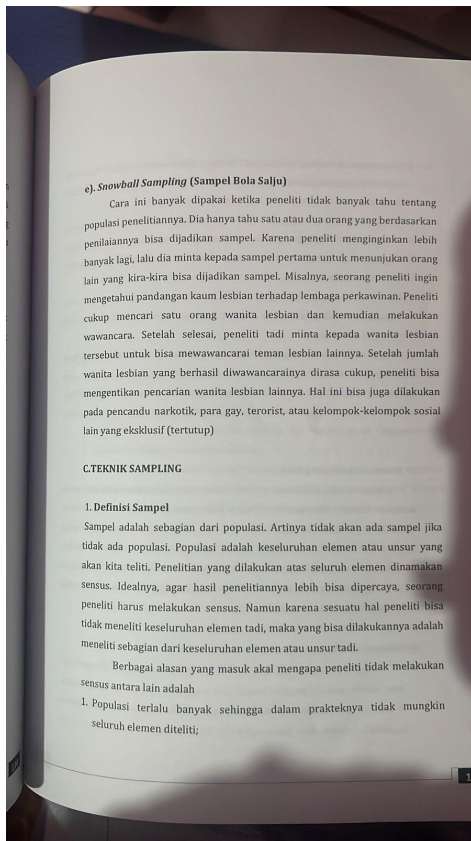 e). Snowball Sampling (Sampel Bola Salju)
Cara ini banyak dipakai ketika peneliti tidak banyak tahu tentang
populasi penelitiannya. Dia hanya tahu satu atau dua orang yang berdasarkan
penilaiannya bisa dijadikan sampel. Karena peneliti menginginkan lebih
banyak lagi, lalu dia minta kepada sampel pertama untuk menunjukan orang
lain yang kira-kira bisa dijadikan sampel. Misalnya, seorang peneliti ingin
mengetahui pandangan kaum lesbian terhadap lembaga perkawinan. Peneliti
cukup mencari satu orang wanita lesbian dan kemudian melakukan
wawancara. Setelah selesai, peneliti tadi minta kepada wanita lesbian
tersebut untuk bisa mewawancarai teman lesbian lainnya. Setelah jumlah
wanita lesbian yang berhasil diwawancarainya dirasa cukup, peneliti bisa
mengentikan pencarian wanita lesbian lainnya. Hal ini bisa juga dilakukan
pada pencandu narkotik, para gay, terorist, atau kelompok-kelompok sosial
lain yang eksklusif (tertutup)
C.TEKNIK SAMPLING
1. Definisi Sampel
Sampel adalah sebagian dari populasi. Artinya tidak akan ada sampel jika
tidak ada populasi. Populasi adalah keseluruhan elemen atau unsur yang
akan kita teliti. Penelitian yang dilakukan atas seluruh elemen dinamakan
sensus. Idealnya, agar hasil penelitiannya lebih bisa dipercaya, seorang
peneliti harus melakukan sensus. Namun karena sesuatu hal peneliti bisa
tidak meneliti keseluruhan elemen tadi, maka yang bisa dilakukannya adalah
meneliti sebagian dari keseluruhan elemen atau unsur tadi.
Berbagai alasan yang masuk akal mengapa peneliti tidak melakukan
sensus antara lain adalah
1. Populasi terlalu banyak sehingga dalam prakteknya tidak mungkin
seluruh elemen diteliti;